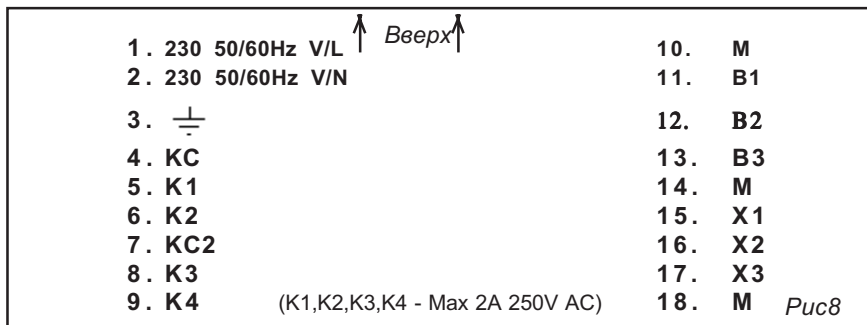 Вверх
1. 230 50/60Hz V/L 10. M
2. 230 50/60Hz V/N 11. B1
3. ⏚ 12. B2
4. KC 13. B3
5. K1 14. M
6. K2 15. X1
7. KC2 16. X2
8. K3 17. X3
9. K4 (K1,K2,K3,K4 - Max 2A 250V AC) 18. M Рис8